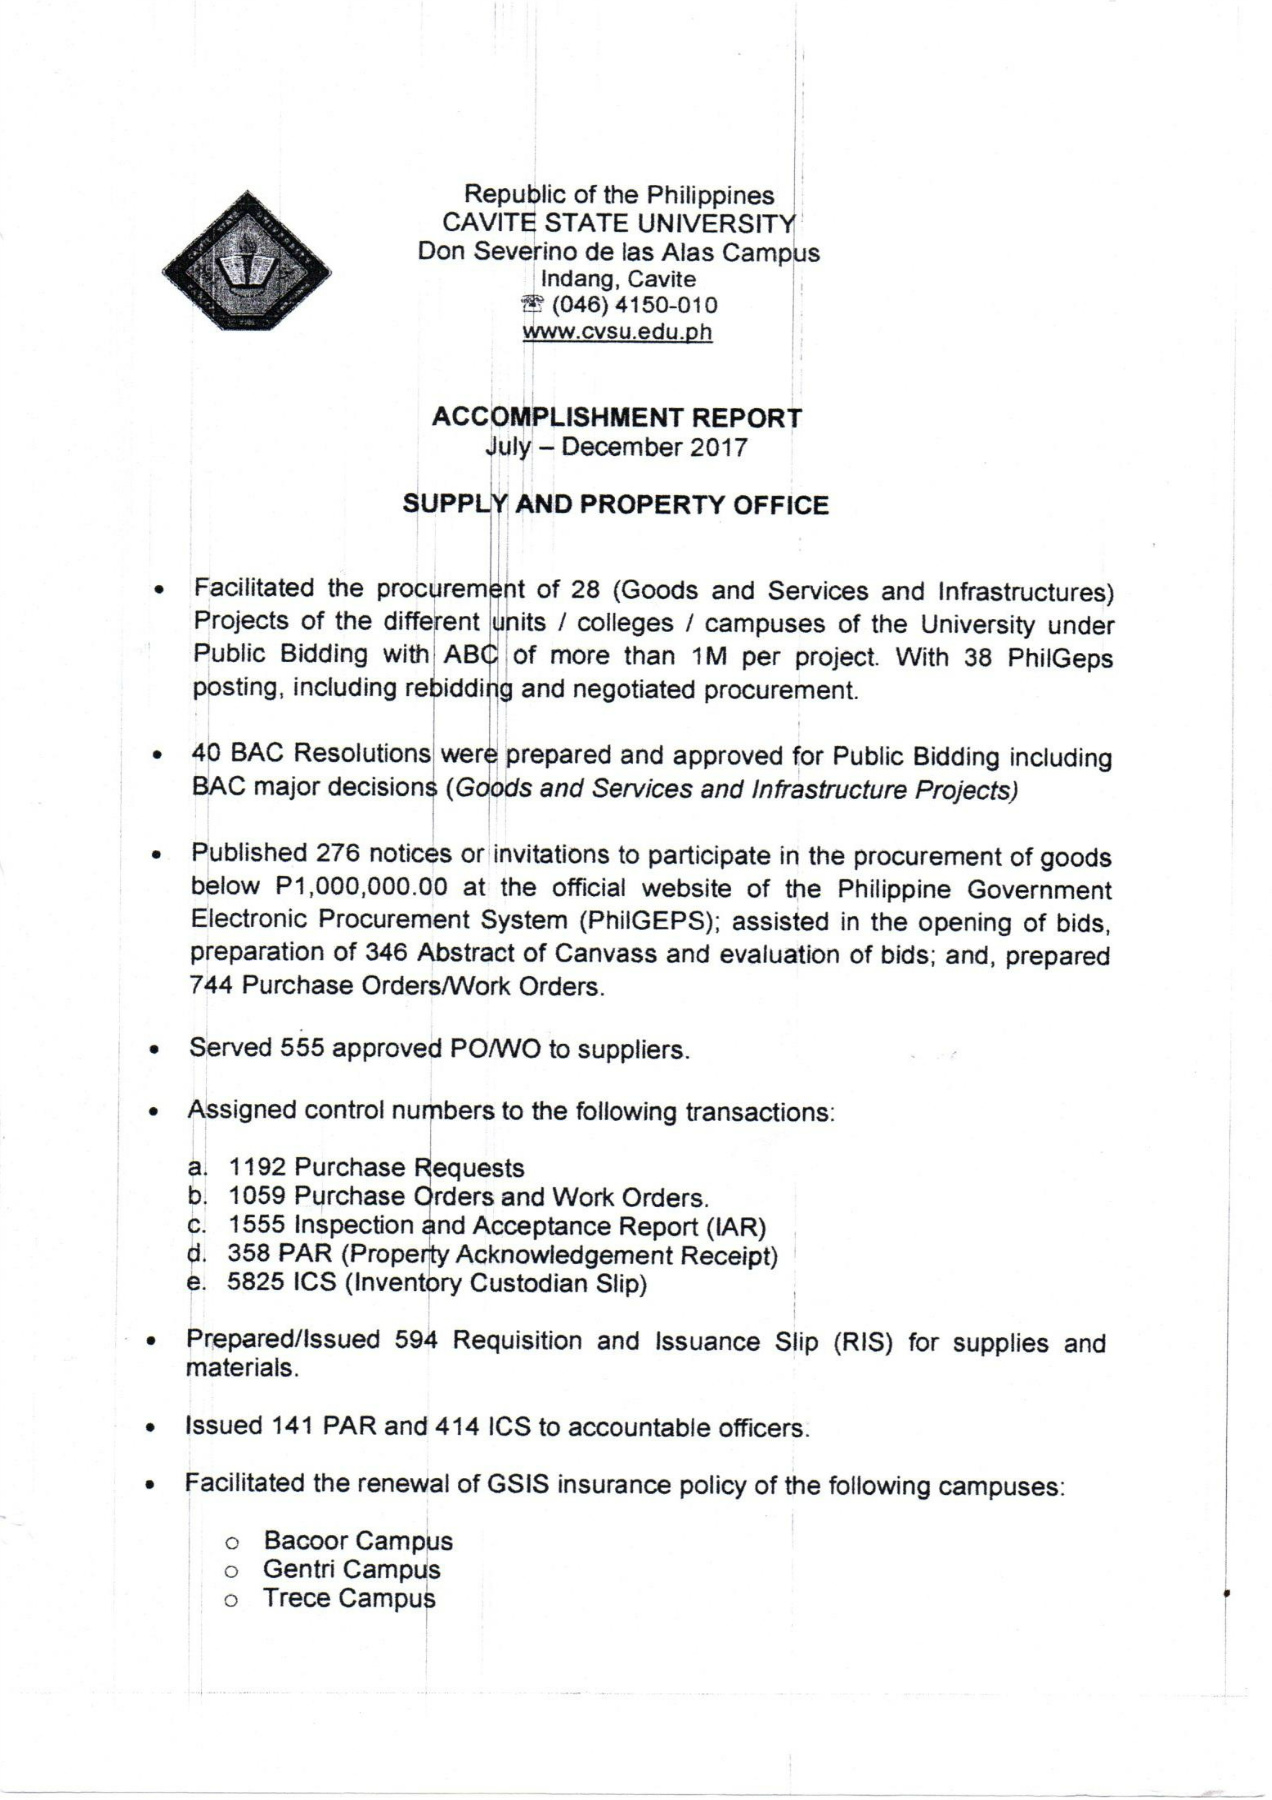 Republic of the Philippines
CAVITE STATE UNIVERSITY
Don Severino de las Alas Campus
Indang, Cavite
☏ (046) 4150-010
www.cvsu.edu.ph
CAVITE STATE UNIVERSITY
ACCOMPLISHMENT REPORT
July – December 2017
SUPPLY AND PROPERTY OFFICE
• Facilitated the procurement of 28 (Goods and Services and Infrastructures)
Projects of the different units / colleges / campuses of the University under
Public Bidding with ABC of more than 1M per project. With 38 PhilGeps
posting, including rebidding and negotiated procurement.
• 40 BAC Resolutions were prepared and approved for Public Bidding including
BAC major decisions (Goods and Services and Infrastructure Projects)
• Published 276 notices or invitations to participate in the procurement of goods
below P1,000,000.00 at the official website of the Philippine Government
Electronic Procurement System (PhilGEPS); assisted in the opening of bids,
preparation of 346 Abstract of Canvass and evaluation of bids; and, prepared
744 Purchase Orders/Work Orders.
• Served 555 approved PO/WO to suppliers.
• Assigned control numbers to the following transactions:
a. 1192 Purchase Requests
b. 1059 Purchase Orders and Work Orders.
c. 1555 Inspection and Acceptance Report (IAR)
d. 358 PAR (Property Acknowledgement Receipt)
e. 5825 ICS (Inventory Custodian Slip)
• Prepared/Issued 594 Requisition and Issuance Slip (RIS) for supplies and
materials.
• Issued 141 PAR and 414 ICS to accountable officers.
• Facilitated the renewal of GSIS insurance policy of the following campuses:
○ Bacoor Campus
○ Gentri Campus
○ Trece Campus